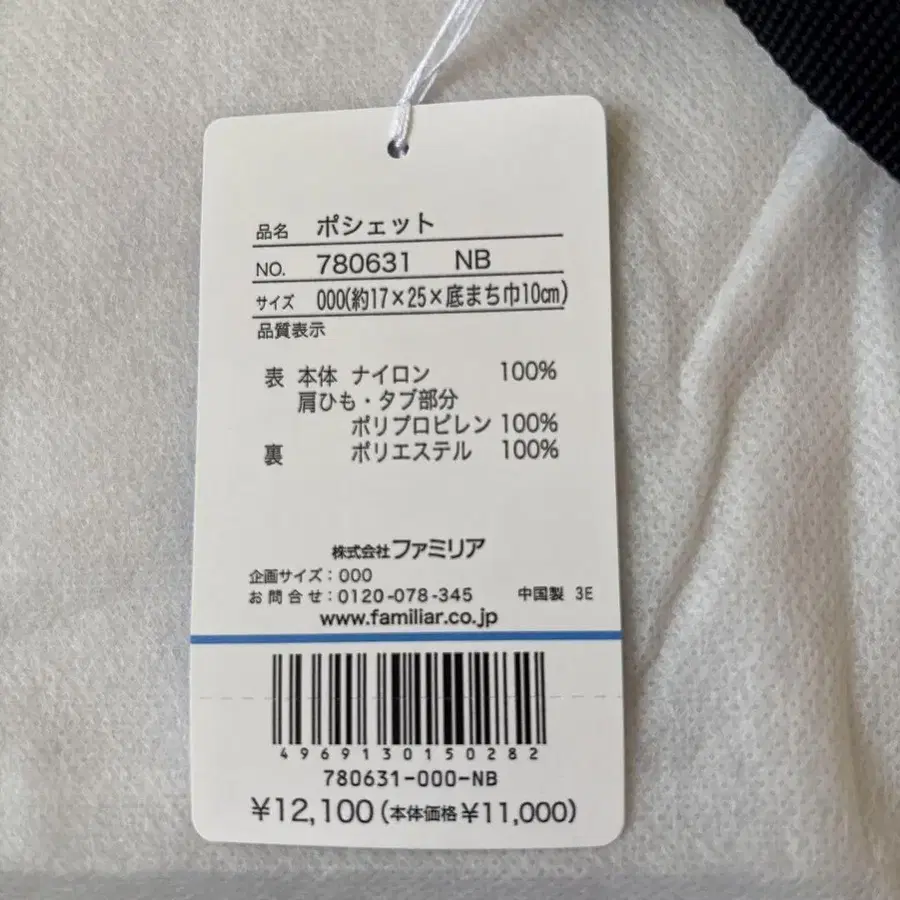 品名 ポシェット
NO. 780631 NB
サイズ 000(約17×25×底まち巾10cm)
品質表示
表 本体 ナイロン 100%
肩ひも・タブ部分
ポリプロピレン 100%
裏 ポリエステル 100%
株式会社ファミリア
企画サイズ:000
お問合せ:0120-078-345 中国製 3E
www.familiar.co.jp
4969130150282
780631-000-NB
¥12,100(本体価格¥11,000)